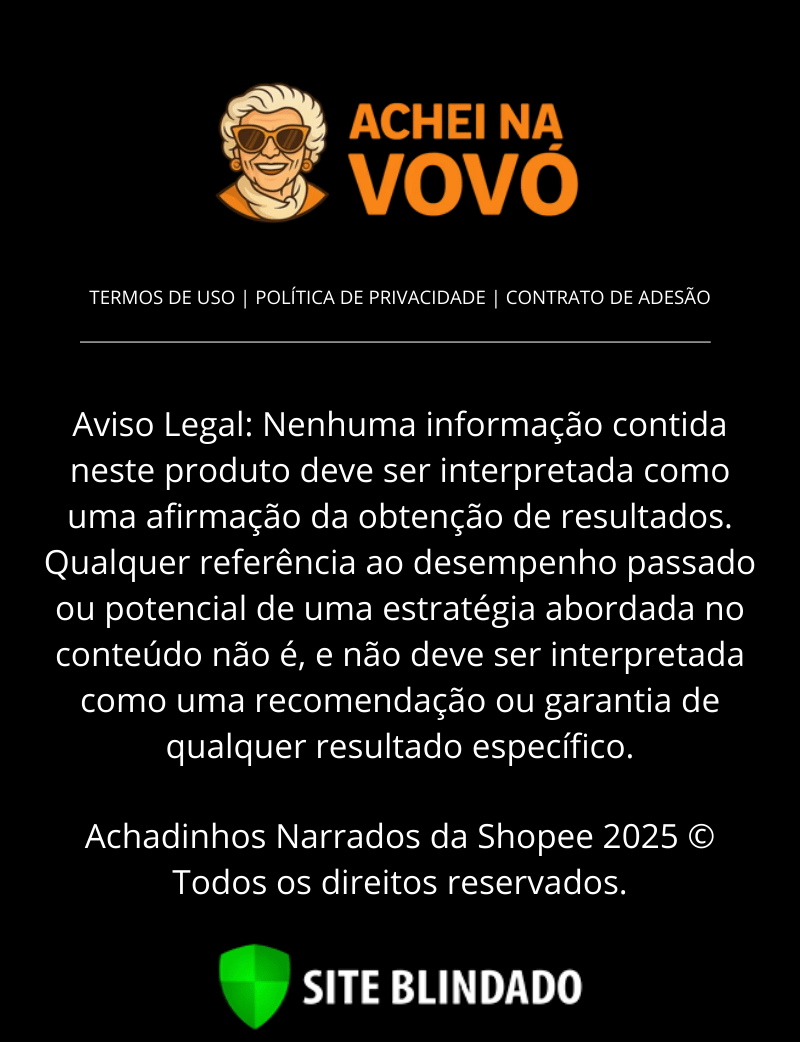 ACHEI NA
VOVÓ
TERMOS DE USO | POLÍTICA DE PRIVACIDADE | CONTRATO DE ADESÃO
Aviso Legal: Nenhuma informação contida
neste produto deve ser interpretada como
uma afirmação da obtenção de resultados.
Qualquer referência ao desempenho passado
ou potencial de uma estratégia abordada no
conteúdo não é, e não deve ser interpretada
como uma recomendação ou garantia de
qualquer resultado específico.
Achadinhos Narrados da Shopee 2025 ©
Todos os direitos reservados.
SITE BLINDADO